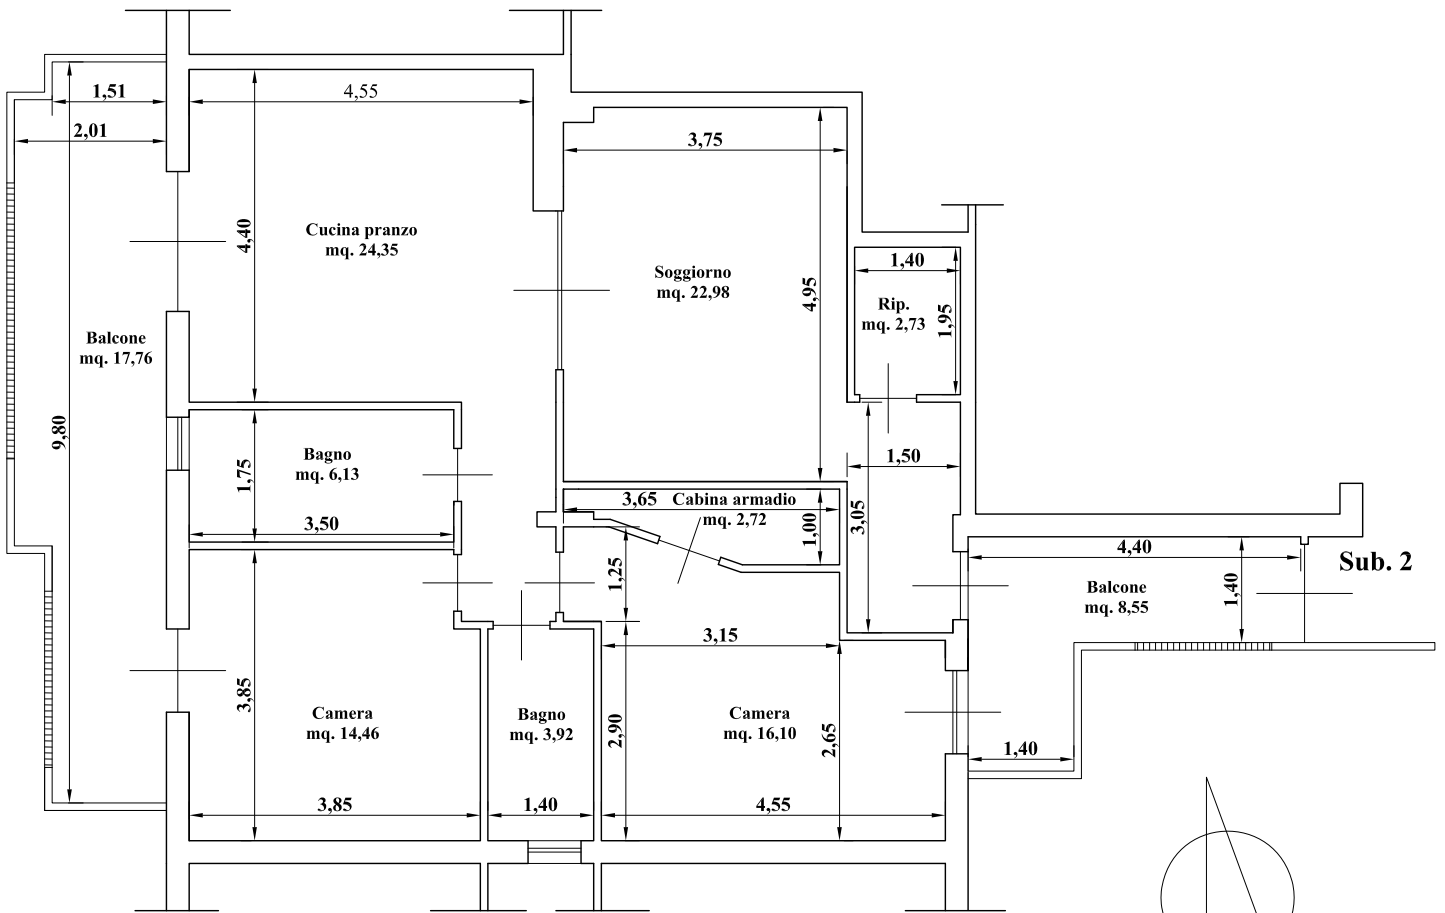 1,51
4,55
2,01
3,75
4,40
Cucina pranzo
mq. 24,35
Soggiorno
mq. 22,98
4,95
1,40
Rip.
mq. 2,73
1,95
Balcone
mq. 17,76
9,80
Bagno
mq. 6,13
1,75
3,50
1,50
3,65
Cabina armadio
mq. 2,72
1,00
3,05
4,40
Sub. 2
1,25
Balcone
mq. 8,55
1,40
3,15
3,85
Camera
mq. 14,46
Bagno
mq. 3,92
2,90
Camera
mq. 16,10
2,65
1,40
3,85
1,40
4,55